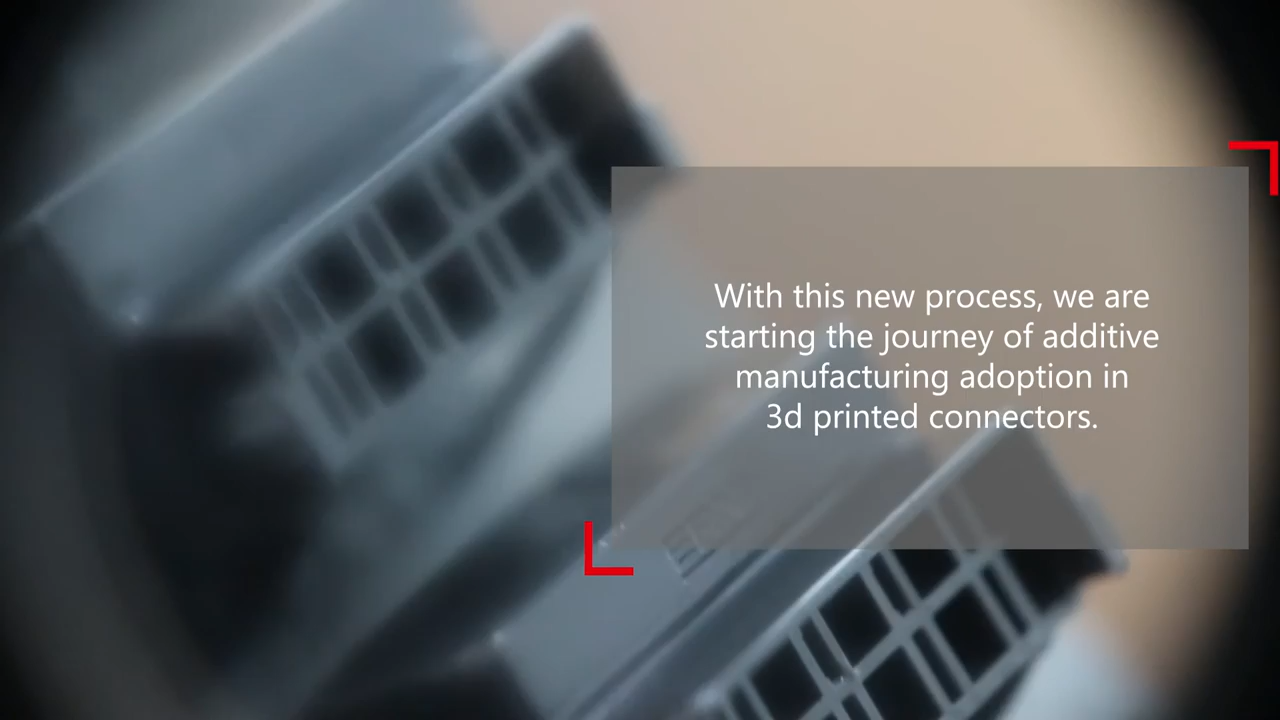 With this new process, we are
starting the journey of additive
manufacturing adoption in
3d printed connectors.